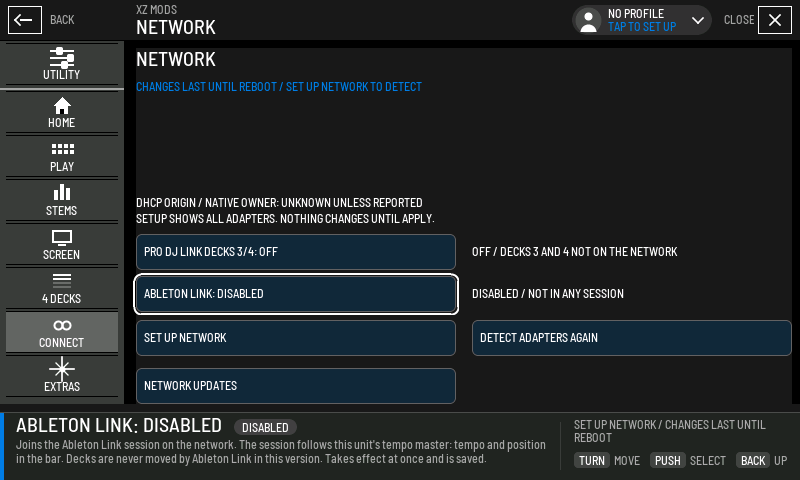 BACK
XZ MODS
NETWORK
NO PROFILE
TAP TO SET UP
CLOSE
UTILITY
HOME
PLAY
STEMS
SCREEN
4 DECKS
CONNECT
EXTRAS
NETWORK
CHANGES LAST UNTIL REBOOT / SET UP NETWORK TO DETECT
DHCP ORIGIN / NATIVE OWNER: UNKNOWN UNLESS REPORTED
SETUP SHOWS ALL ADAPTERS. NOTHING CHANGES UNTIL APPLY.
PRO DJ LINK DECKS 3/4: OFF
OFF / DECKS 3 AND 4 NOT ON THE NETWORK
ABLETON LINK: DISABLED
DISABLED / NOT IN ANY SESSION
SET UP NETWORK
DETECT ADAPTERS AGAIN
NETWORK UPDATES
ABLETON LINK: DISABLED
DISABLED
Joins the Ableton Link session on the network. The session follows this unit's tempo master: tempo and position
in the bar. Decks are never moved by Ableton Link in this version. Takes effect at once and is saved.
SET UP NETWORK / CHANGES LAST UNTIL
REBOOT
TURN MOVE PUSH SELECT BACK UP